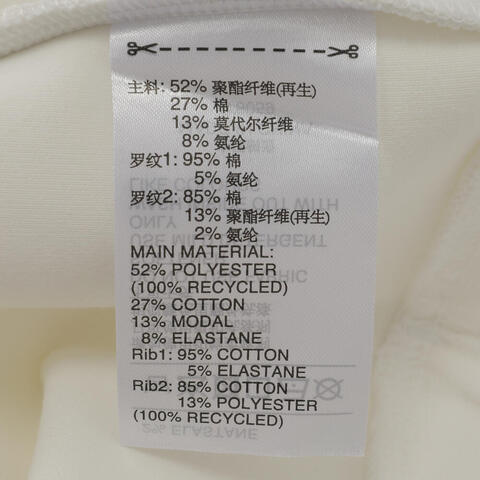 主料: 52% 聚酯纤维(再生)
27% 棉
13% 莫代尔纤维
8% 氨纶
罗纹1: 95% 棉
5% 氨纶
罗纹2: 85% 棉
13% 聚酯纤维(再生)
2% 氨纶
MAIN MATERIAL:
52% POLYESTER
(100% RECYCLED)
27% COTTON
13% MODAL
8% ELASTANE
Rib1: 95% COTTON
5% ELASTANE
Rib2: 85% COTTON
13% POLYESTER
(100% RECYCLED)
2% ELASTANE